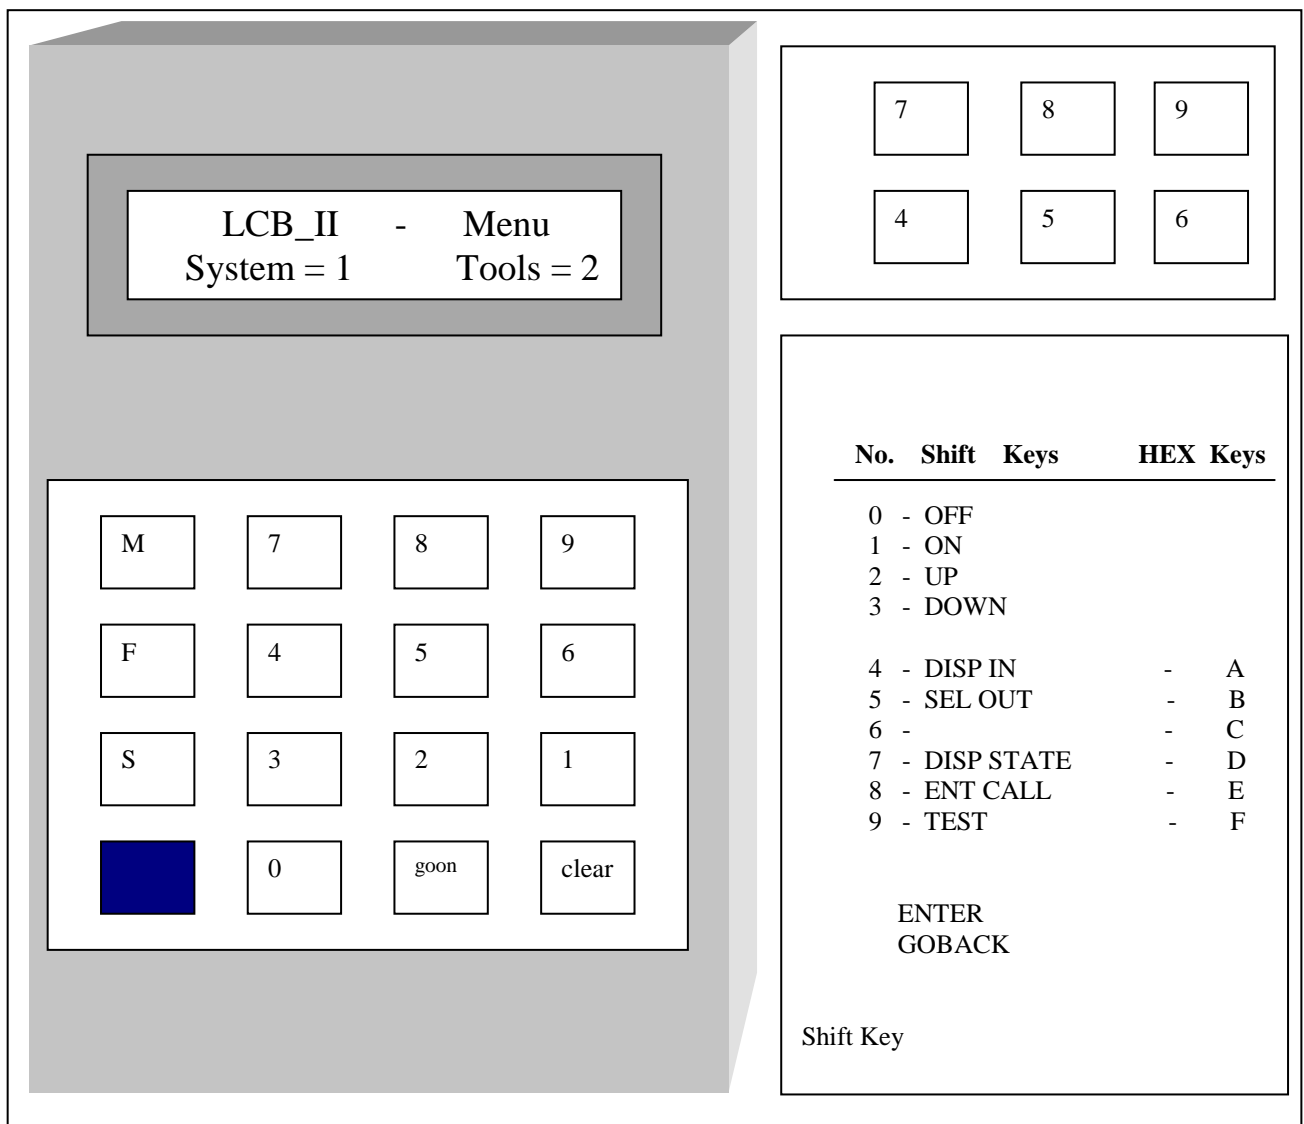 LCB_II - Menu
System = 1 Tools = 2
M 7 8 9
F 4 5 6
S 3 2 1
0 goon clear
7 8 9
4 5 6
No. Shift Keys HEX Keys
0 - OFF
1 - ON
2 - UP
3 - DOWN
4 - DISP IN - A
5 - SEL OUT - B
6 - - C
7 - DISP STATE - D
8 - ENT CALL - E
9 - TEST - F
ENTER
GOBACK
Shift Key